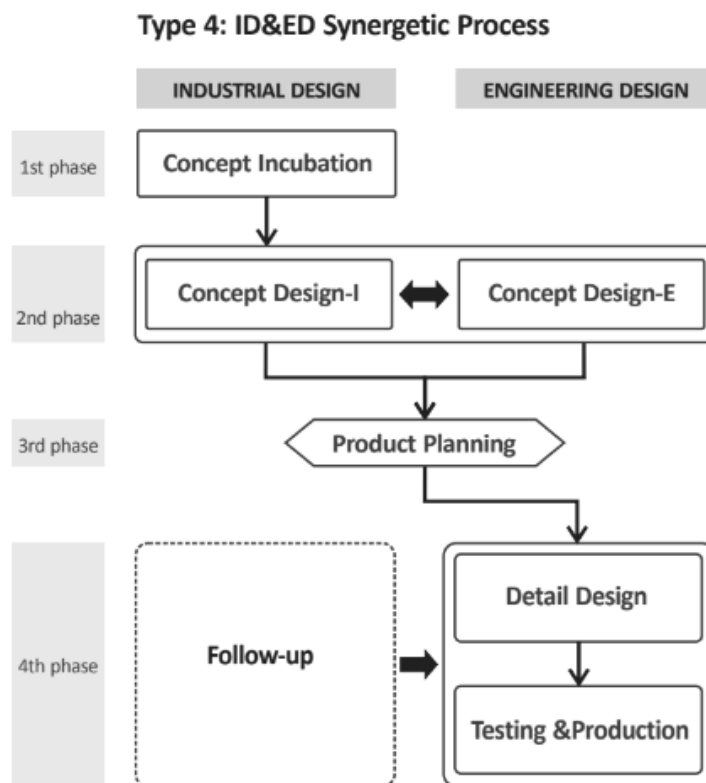 Type 4: ID&ED Synergetic Process
INDUSTRIAL DESIGN
ENGINEERING DESIGN
1st phase
Concept Incubation
2nd phase
Concept Design-I
Concept Design-E
3rd phase
Product Planning
4th phase
Follow-up
Detail Design
Testing &Production